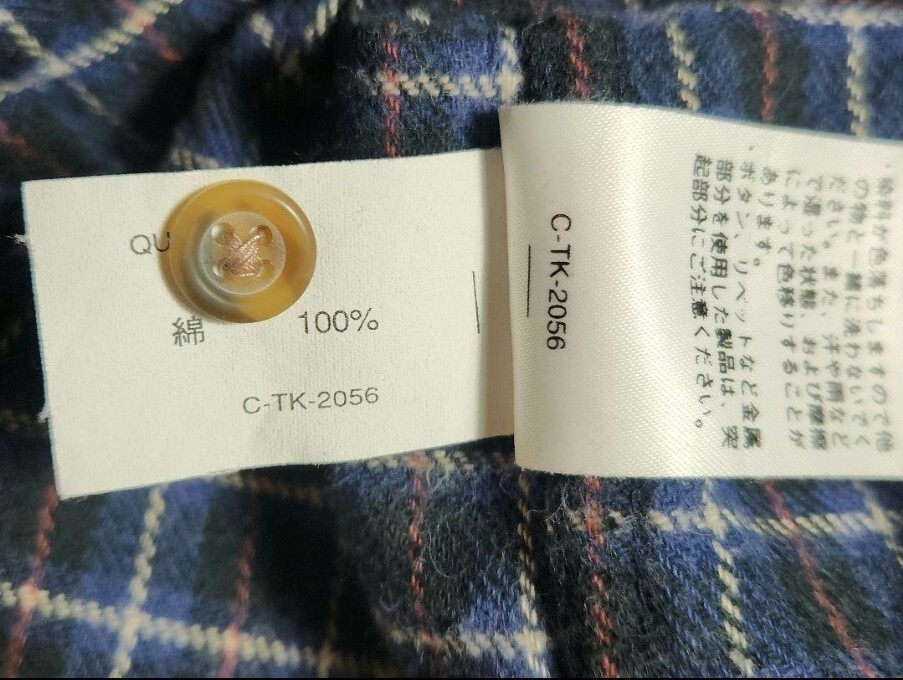 QU
綿 100%
C-TK-2056
C-TK-2056
・染料が色落ちしますので他
の物と一緒に洗わないでく
ださい。また、汗や雨など
で湿った状態、および摩擦
によって色移りすることが
あります。
・ボタン、リベットなど金属
部分を使用した製品は、突
起部分にご注意ください。